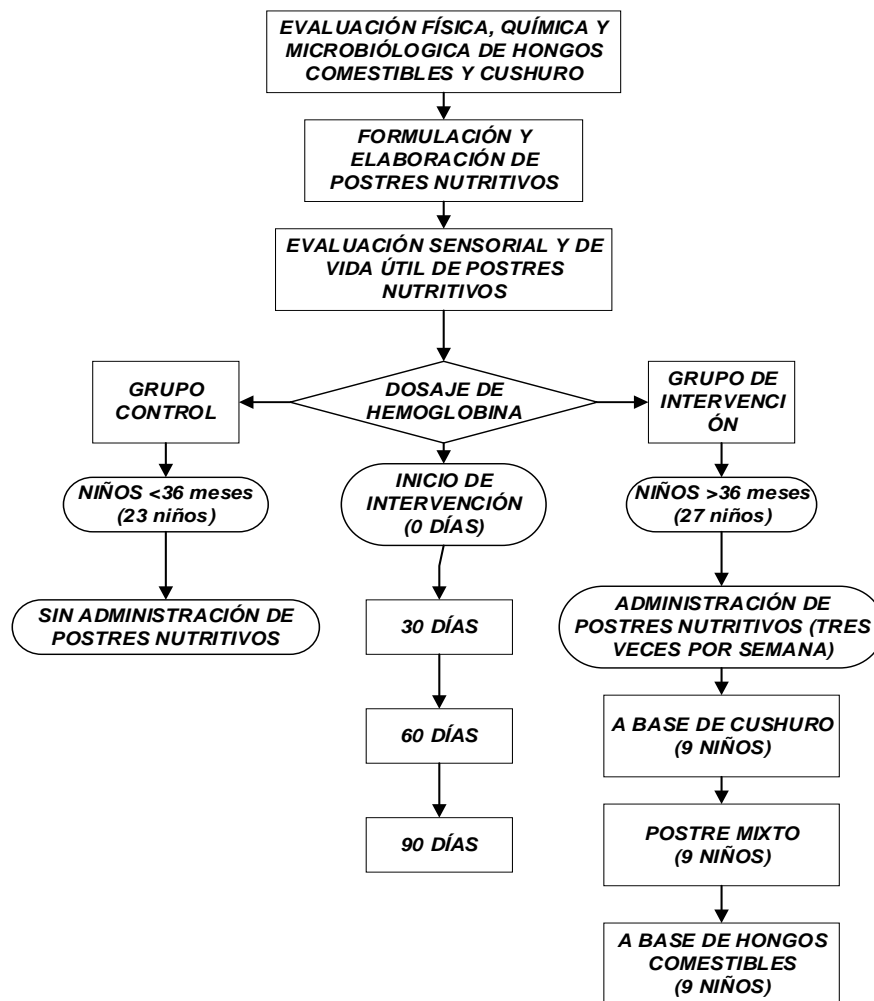 EVALUACIÓN FÍSICA, QUÍMICA Y
MICROBIÓLOGICA DE HONGOS
COMESTIBLES Y CUSHURO
FORMULACIÓN Y
ELABORACIÓN DE
POSTRES NUTRITIVOS
EVALUACIÓN SENSORIAL Y DE
VIDA ÚTIL DE POSTRES
NUTRITIVOS
GRUPO
CONTROL
DOSAJE DE
HEMOGLOBINA
GRUPO DE
INTERVENCI
ÓN
NIÑOS <36 meses
(23 niños)
INICIO DE
INTERVENCIÓN
(0 DÍAS)
NIÑOS >36 meses
(27 niños)
SIN ADMINISTRACIÓN DE
POSTRES NUTRITIVOS
30 DÍAS
ADMINISTRACIÓN DE
POSTRES NUTRITIVOS (TRES
VECES POR SEMANA)
60 DÍAS
A BASE DE CUSHURO
(9 NIÑOS)
90 DÍAS
POSTRE MIXTO
(9 NIÑOS)
A BASE DE HONGOS
COMESTIBLES
(9 NIÑOS)